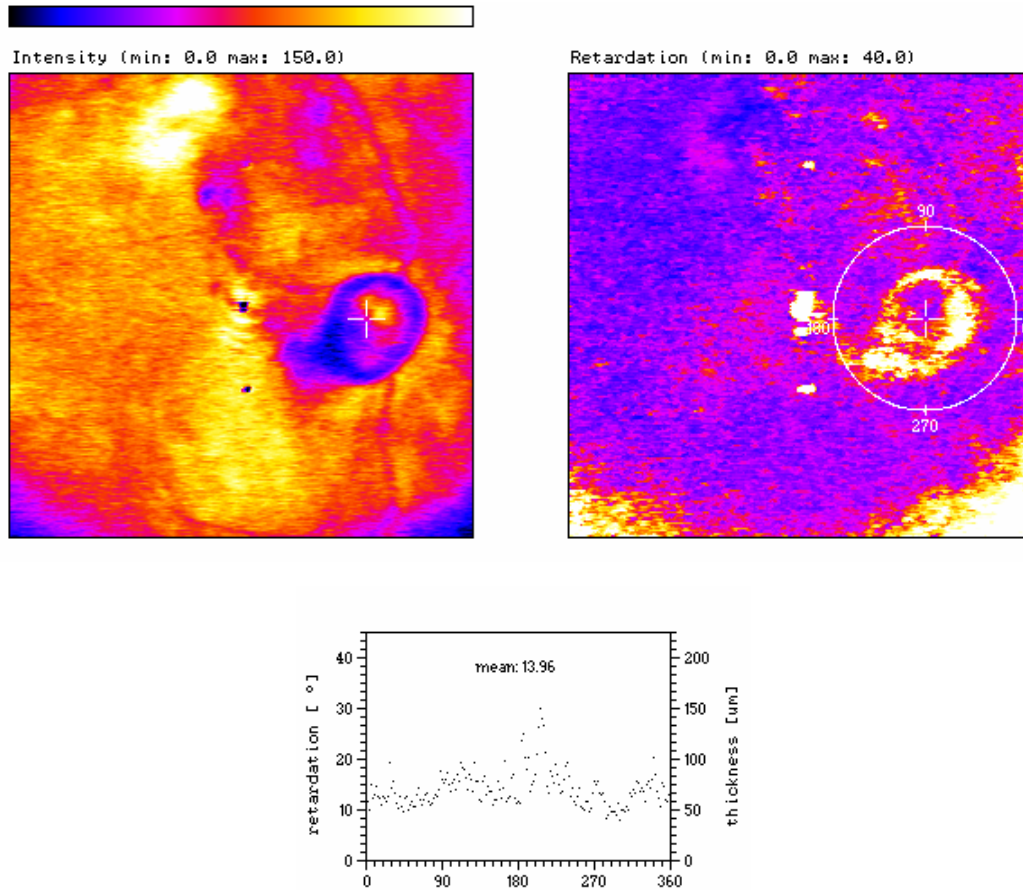 Intensity (min: 0.0 max: 150.0)
Retardation (min: 0.0 max: 40.0)
90
270
mean: 13.96
retardation [ °]
40
30
20
10
0
thickness [um]
200
150
100
50
0
0 90 180 270 360